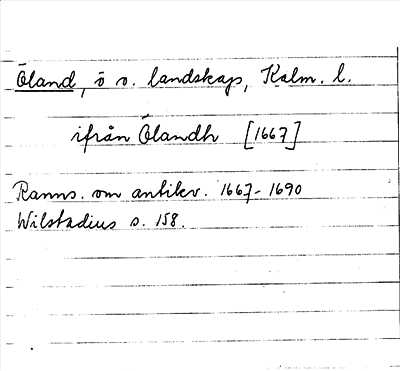 Öland, ö o. landskap, Kalm. l.
ifrån Ölandh [1667]
Ranns. om antikv. 1667-1690
Wilstadius s. 158.